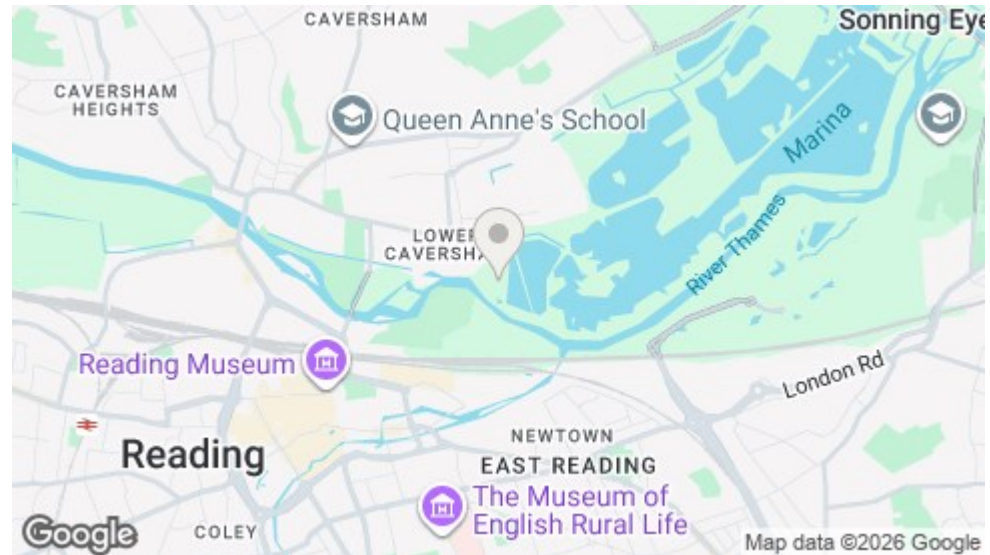 CAVERSHAM
Sonning Eye
CAVERSHAM
HEIGHTS
Queen Anne's School
Marina
LOWER
CAVERSHA
River Thames
Reading Museum
London Rd
Reading
NEWTOWN
EAST READING
The Museum of
English Rural Life
COLEY
Google
Map data ©2026 Google